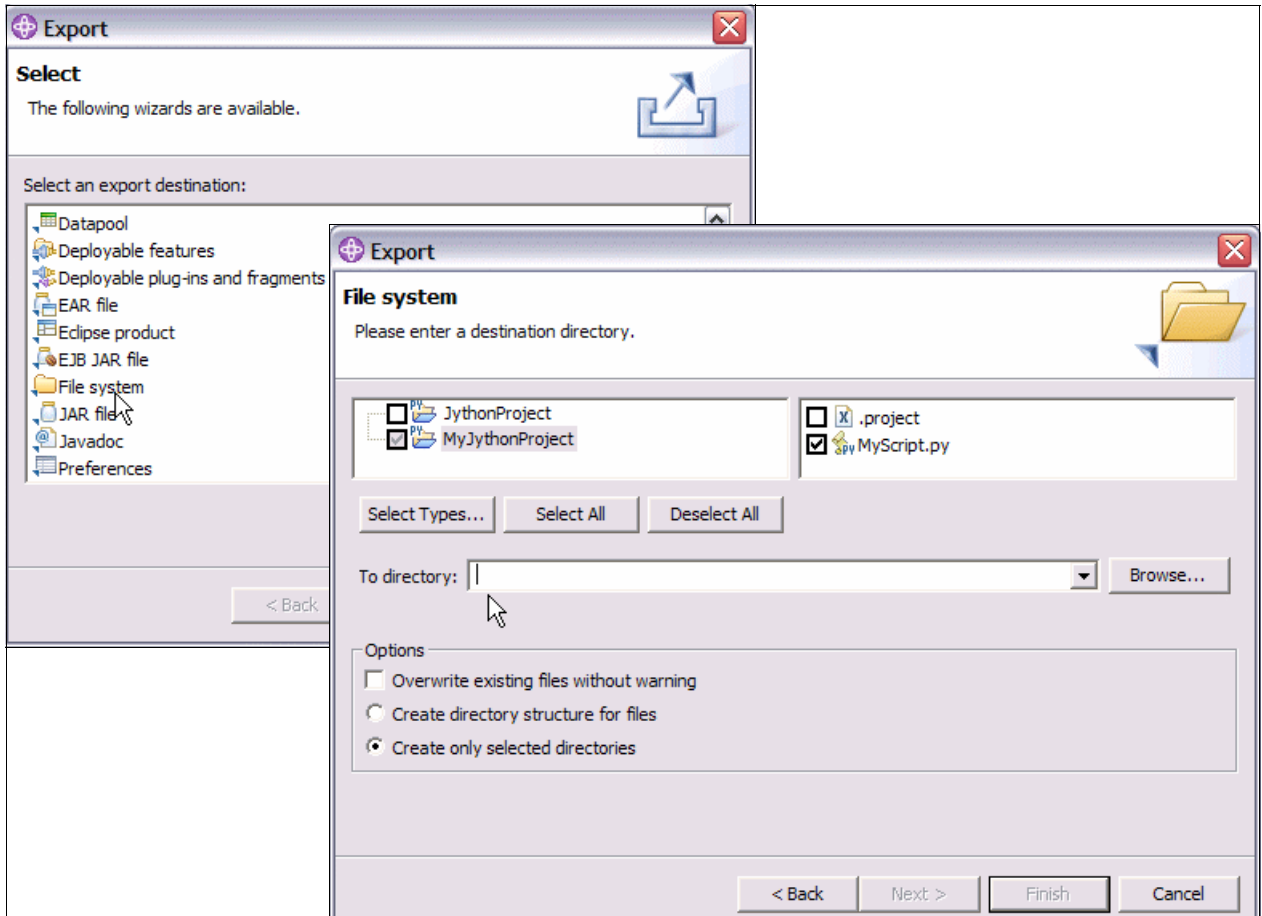 Export
Select
The following wizards are available.
Select an export destination:
Datapool
Deployable features
Deployable plug-ins and fragments
EAR file
Eclipse product
EJB JAR file
File system
JAR file
Javadoc
Preferences
< Back
Export
File system
Please enter a destination directory.
JythonProject
MyJythonProject
.project
MyScript.py
Select Types...
Select All
Deselect All
To directory:
Browse...
Options
Overwrite existing files without warning
Create directory structure for files
Create only selected directories
< Back
Next >
Finish
Cancel